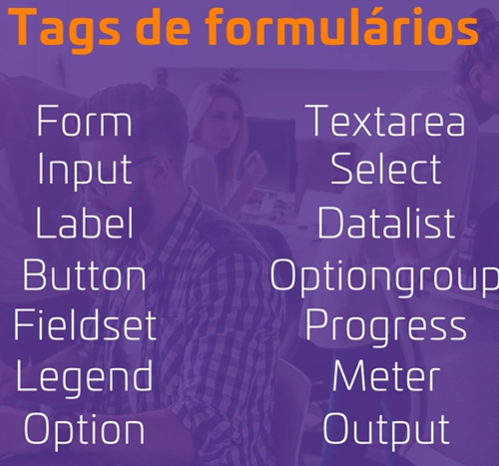 Tags de formulários
Form
Input
Label
Button
Fieldset
Legend
Option
Textarea
Select
Datalist
Optiongroup
Progress
Meter
Output